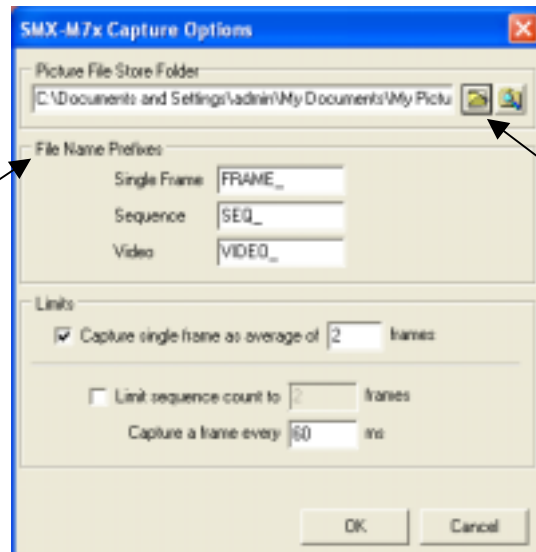 SMX-M7x Capture Options
Picture File Store Folder
C:\Documents and Settings\admin\My Documents\My Pictu
File Name Prefixes
Single Frame FRAME_
Sequence SEQ_
Video VIDEO_
Limits
Capture single frame as average of 2 frames
Limit sequence count to 2 frames
Capture a frame every 60 ms
OK Cancel